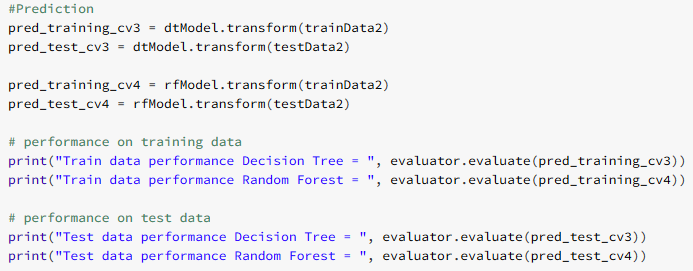 #Prediction
pred_training_cv3 = dtModel.transform(trainData2)
pred_test_cv3 = dtModel.transform(testData2)
pred_training_cv4 = rfModel.transform(trainData2)
pred_test_cv4 = rfModel.transform(testData2)
# performance on training data
print("Train data performance Decision Tree = ", evaluator.evaluate(pred_training_cv3))
print("Train data performance Random Forest = ", evaluator.evaluate(pred_training_cv4))
# performance on test data
print("Test data performance Decision Tree = ", evaluator.evaluate(pred_test_cv3))
print("Test data performance Random Forest = ", evaluator.evaluate(pred_test_cv4))